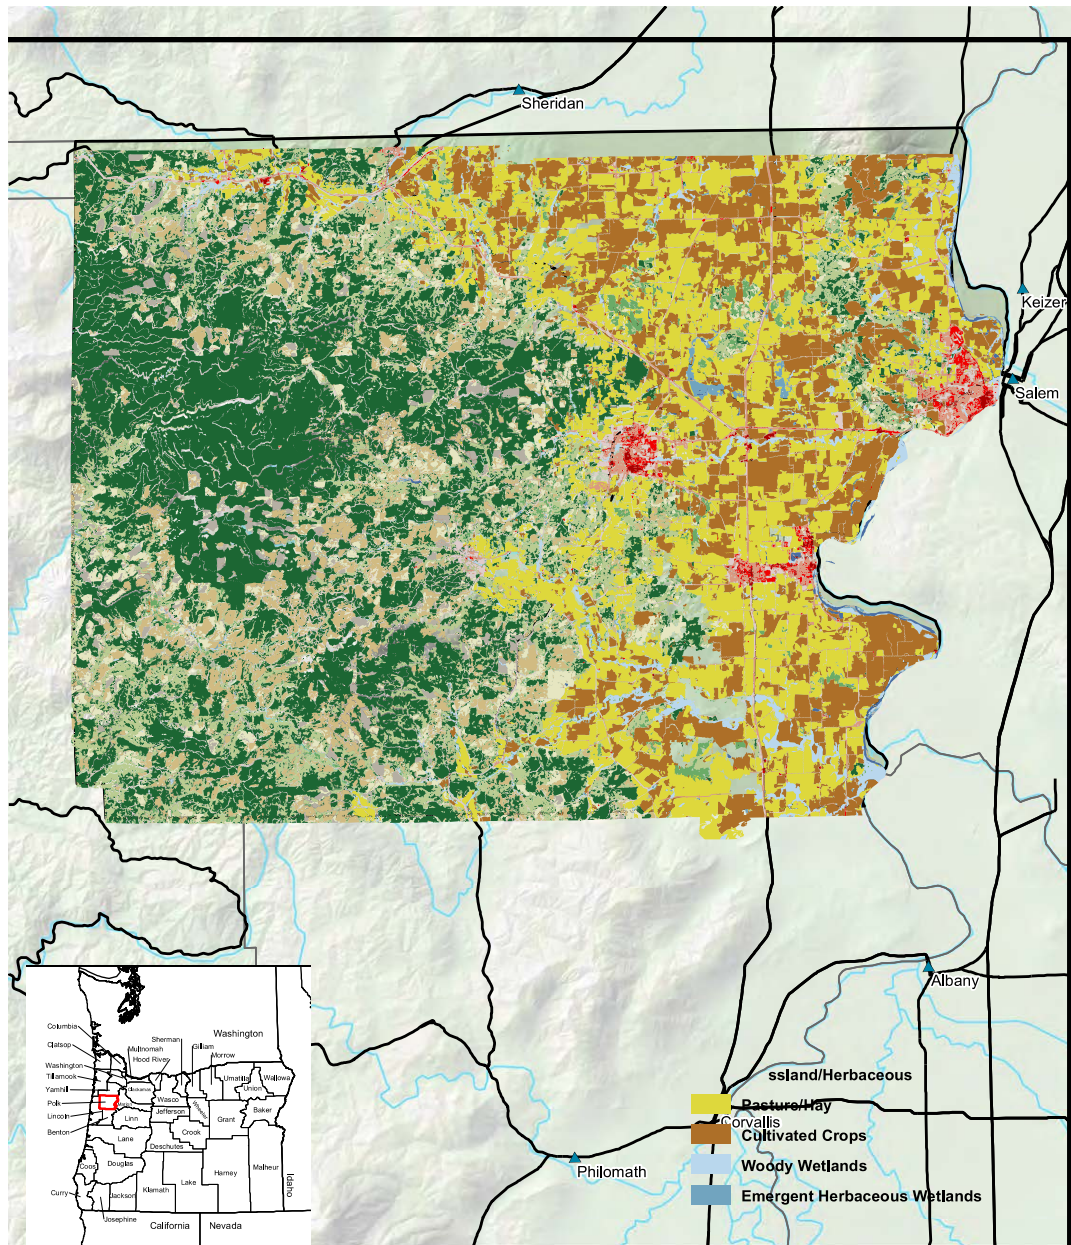 Sheridan
Keizer
Salem
Albany
Corvallis
Philomath
ssland/Herbaceous
Pasture/Hay
Cultivated Crops
Woody Wetlands
Emergent Herbaceous Wetlands
Columbia
Clatsop
Washington
Tillamook
Yamhill
Polk
Lincoln
Benton
Multnomah
Hood River
Sherman
Gilliam
Morrow
Washington
Umatilla
Wallowa
Union
Clackamas
Wasco
Wheeler
Jefferson
Grant
Baker
Linn
Crook
Lane
Deschutes
Coos
Douglas
Harney
Malheur
Idaho
Curry
Jackson
Klamath
Lake
Josephine
California
Nevada